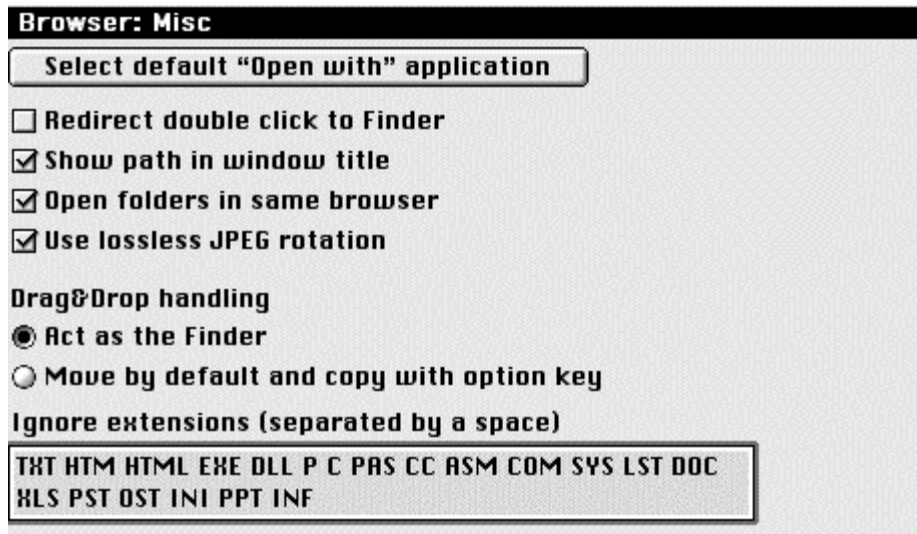 Browser: Misc
Select default “Open with” application
Redirect double click to Finder
Show path in window title
Open folders in same browser
Use lossless JPEG rotation
Drag&Drop handling
Act as the Finder
Move by default and copy with option key
Ignore extensions (separated by a space)
TXT HTM HTML EXE DLL P C PAS CC ASM COM SYS LST DOC
XLS PST OST INI PPT INF